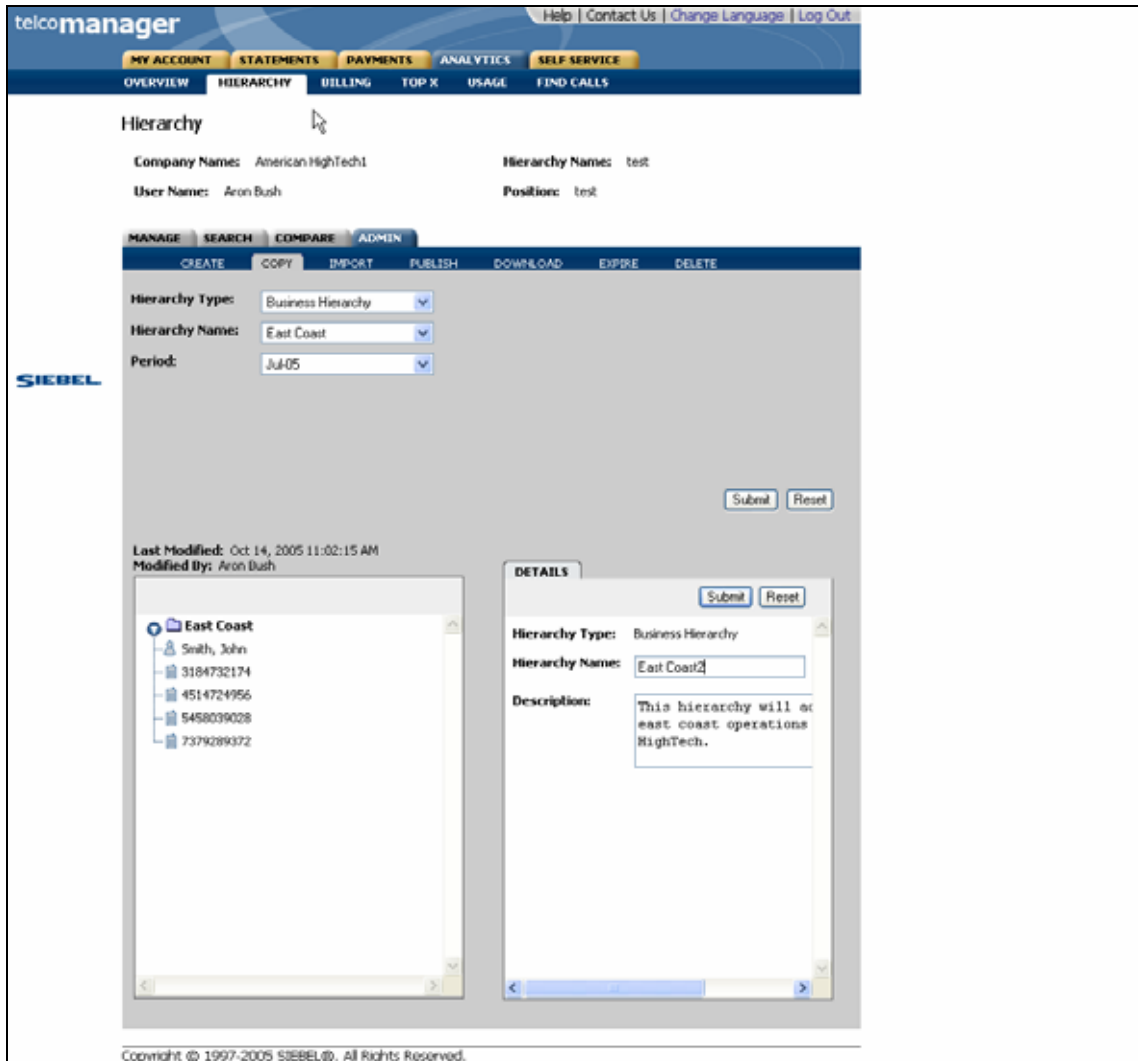 telcomanager
Help | Contact Us | Change Language | Log Out
MY ACCOUNT STATEMENTS PAYMENTS ANALYTICS SELF SERVICE
OVERVIEW HIERARCHY BILLING TOP X USAGE FIND CALLS
Hierarchy
Company Name: American HighTech1 Hierarchy Name: test
User Name: Aron Bush Position: test
MANAGE SEARCH COMPARE ADMIN
CREATE COPY IMPORT PUBLISH DOWNLOAD EXPIRE DELETE
Hierarchy Type: Business Hierarchy
Hierarchy Name: East Coast
Period: Jul-05
SIEBEL
Submit Reset
Last Modified: Oct 14, 2005 11:02:15 AM
Modified By: Aron Bush
East Coast
Smith, John
3184732174
4514724956
5458039028
7379289372
DETAILS
Submit Reset
Hierarchy Type: Business Hierarchy
Hierarchy Name: East Coast2
Description: This hierarchy will ac
east coast operations
HighTech.
Copyright © 1997-2005 SIEBEL®. All Rights Reserved.